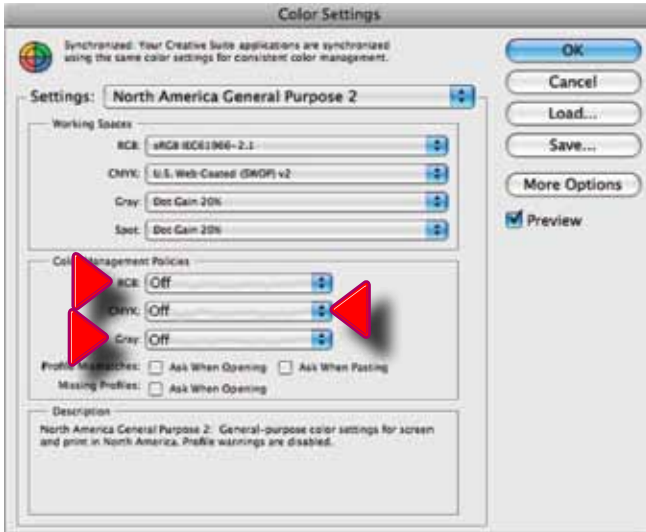 Color Settings
Synchronized: Your Creative Suite applications are synchronized
using the same color settings for consistent color management.
OK
Cancel
Load...
Save...
More Options
Preview
Settings: North America General Purpose 2
Working Spaces
RGB: sRGB IEC61966-2.1
CMYK: U.S. Web Coated (SWOP) v2
Gray: Dot Gain 20%
Spot: Dot Gain 20%
Color Management Policies
RGB: Off
CMYK: Off
Gray: Off
Profile Mismatches: Ask When Opening Ask When Pasting
Missing Profiles: Ask When Opening
Description
North America General Purpose 2: General-purpose color settings for screen
and print in North America. Profile warnings are disabled.